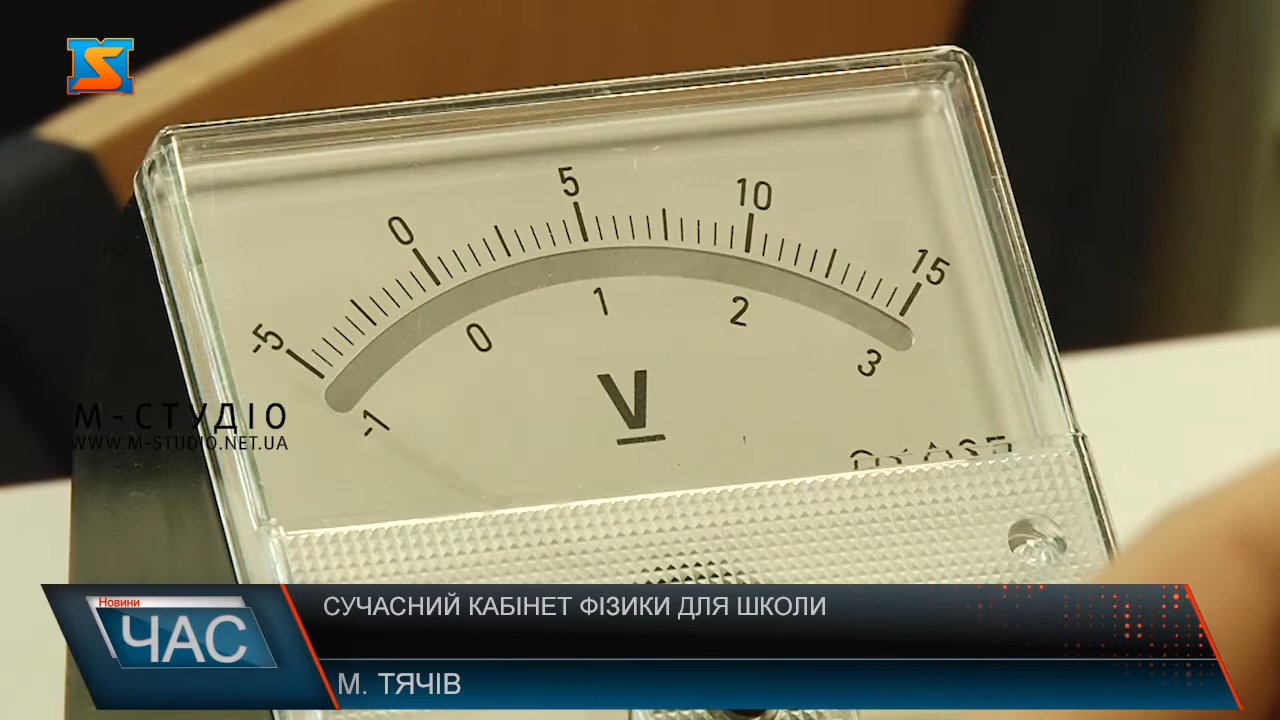 -5 0 5 10 15
-1 0 1 2 3
V
М-СТУДІО
WWW.M-STUDIO.NET.UA
Новини
ЧАС
СУЧАСНИЙ КАБІНЕТ ФІЗИКИ ДЛЯ ШКОЛИ
М. ТЯЧІВ